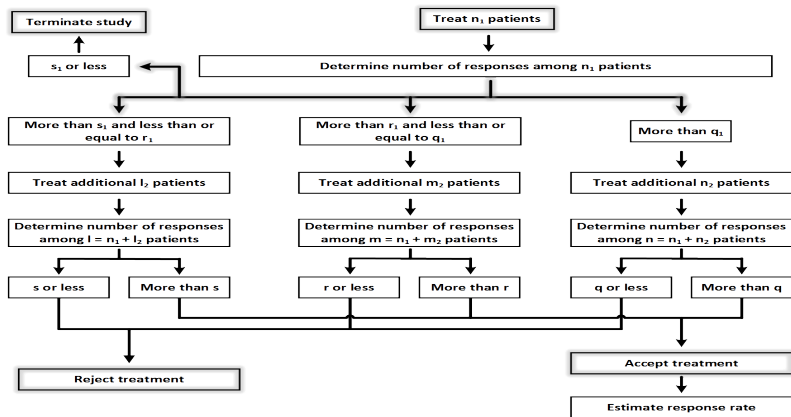 Terminate study
Treat n₁ patients
s₁ or less
Determine number of responses among n₁ patients
More than s₁ and less than or
equal to r₁
More than r₁ and less than or
equal to q₁
More than q₁
Treat additional l₂ patients
Treat additional m₂ patients
Treat additional n₂ patients
Determine number of responses
among l = n₁ + l₂ patients
Determine number of responses
among m = n₁ + m₂ patients
Determine number of responses
among n = n₁ + n₂ patients
s or less
More than s
r or less
More than r
q or less
More than q
Reject treatment
Accept treatment
Estimate response rate